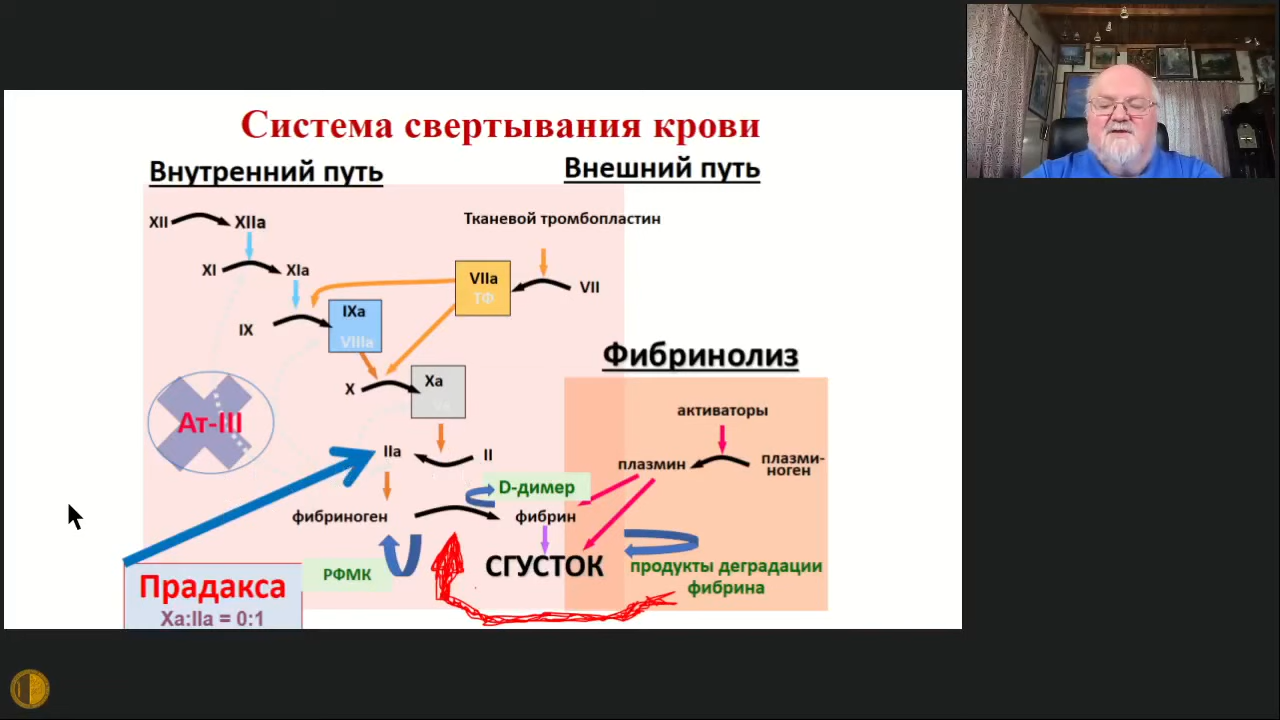 Система свертывания крови
Внутренний путь
Внешний путь
XII
XIIa
Тканевой тромбопластин
XI
XIa
VIIa
ТФ
VII
IX
IXa
VIIIa
X
Xa
Va
Фибринолиз
Ат-III
активаторы
IIa
II
плазмин
плазми-
ноген
D-димер
фибриноген
фибрин
СГУСТОК
РФМК
продукты деградации
фибрина
Прадакса
Xa:IIa = 0:1